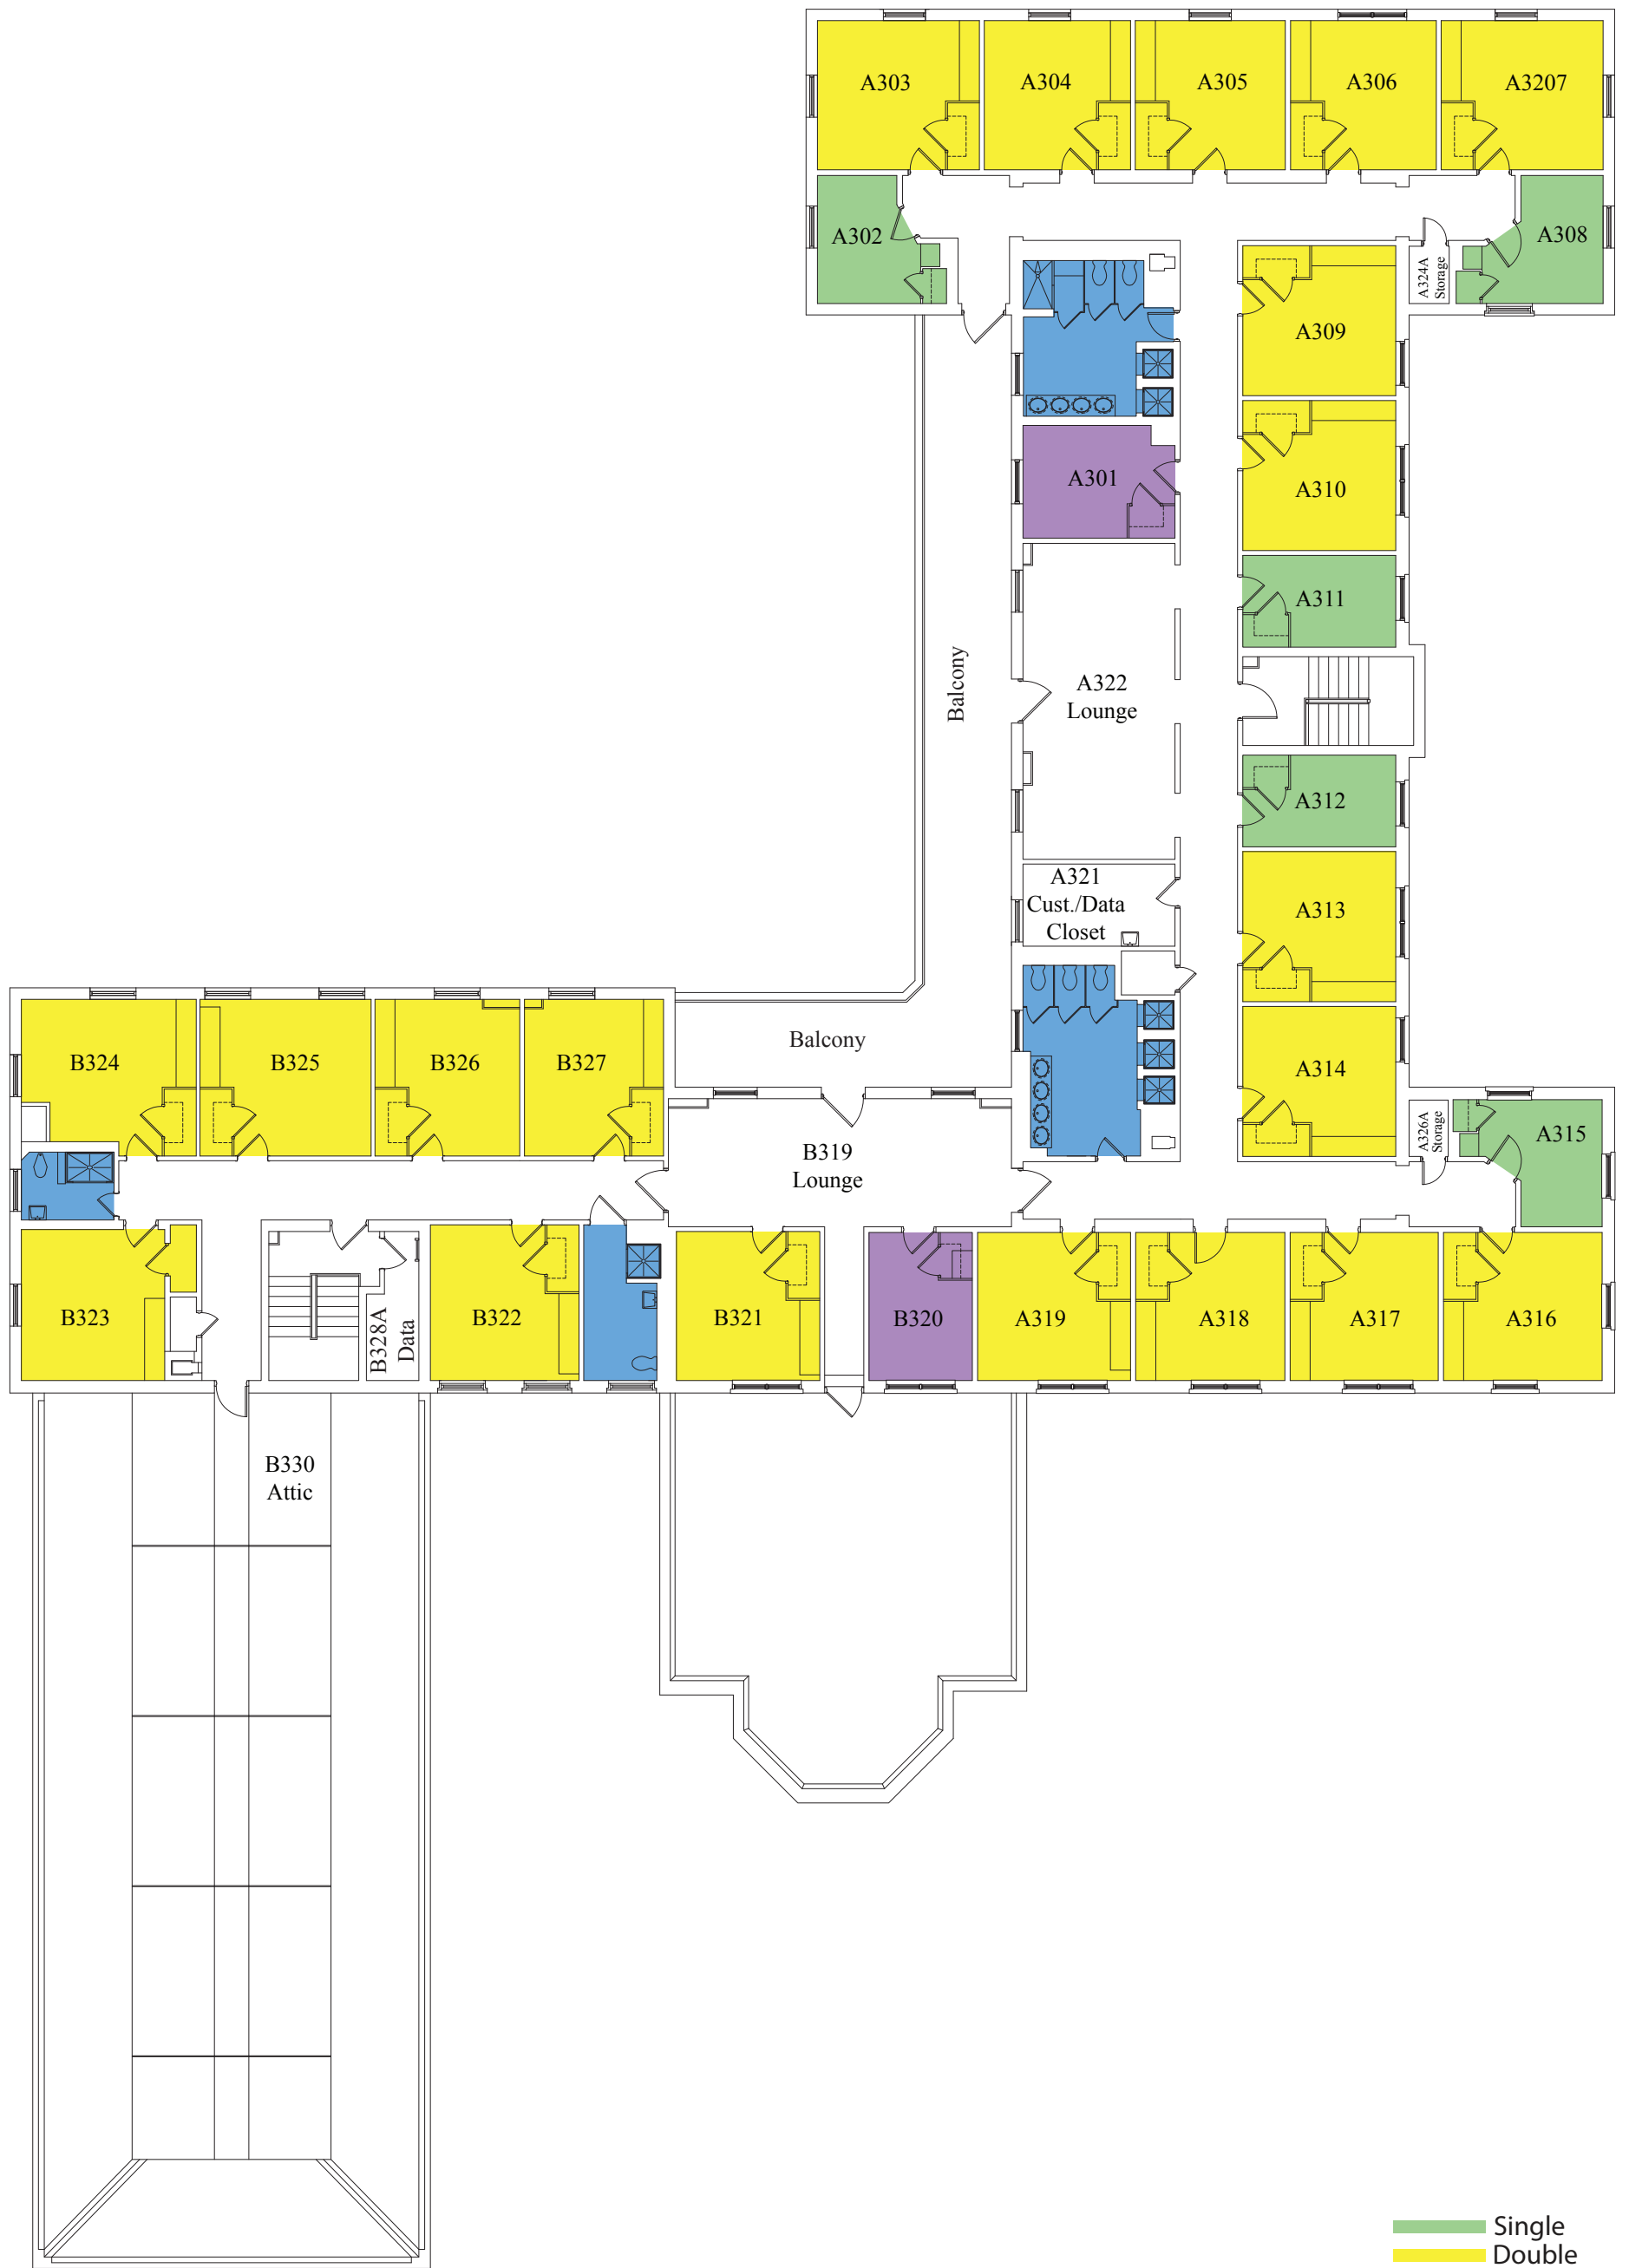 A303
A304
A305
A306
A3207
A302
A308
A324A
Storage
A309
A301
A310
A311
Balcony
A322
Lounge
A312
A321
Cust./Data
Closet
A313
Balcony
B324
B325
B326
B327
A314
B319
Lounge
A326A
Storage
A315
B323
B328A
Data
B322
B321
B320
A319
A318
A317
A316
B330
Attic
Single
Double